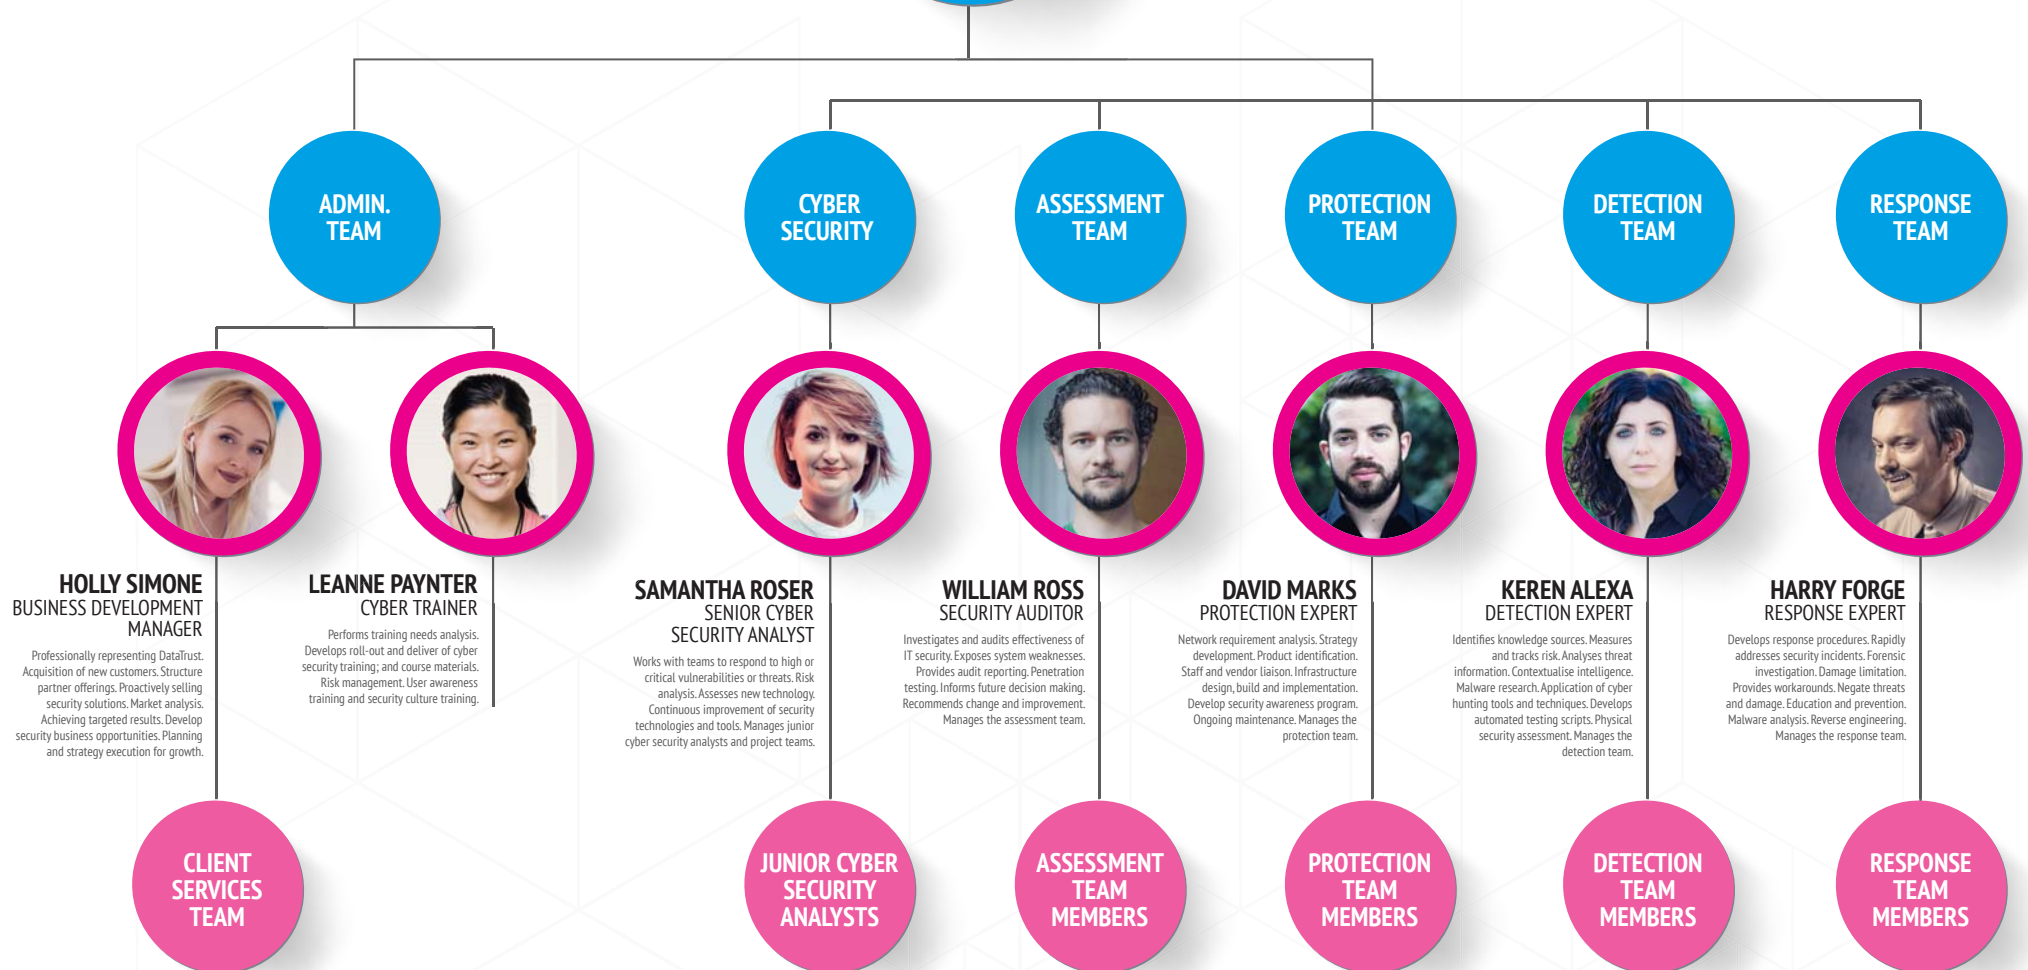 ADMIN.
TEAM
CYBER
SECURITY
ASSESSMENT
TEAM
PROTECTION
TEAM
DETECTION
TEAM
RESPONSE
TEAM
HOLLY SIMONE
BUSINESS DEVELOPMENT
MANAGER
Professionally representing DataTrust.
Acquisition of new customers. Structure
partner offerings. Proactively selling
security solutions. Market analysis.
Achieving targeted results. Develop
security business opportunities. Planning
and strategy execution for growth.
LEANNE PAYNTER
CYBER TRAINER
Performs training needs analysis.
Develops roll-out and deliver of cyber
security training; and course materials.
Risk management. User awareness
training and security culture training.
SAMANTHA ROSER
SENIOR CYBER
SECURITY ANALYST
Works with teams to respond to high or
critical vulnerabilities or threats. Risk
analysis. Assesses new technology.
Continuous improvement of security
technologies and tools. Manages junior
cyber security analysts and project teams.
WILLIAM ROSS
SECURITY AUDITOR
Investigates and audits effectiveness of
IT security. Exposes system weaknesses.
Provides audit reporting. Penetration
testing. Informs future decision making.
Recommends change and improvement.
Manages the assessment team.
DAVID MARKS
PROTECTION EXPERT
Network requirement analysis. Strategy
development. Product identification.
Staff and vendor liaison. Infrastructure
design, build and implementation.
Develop security awareness program.
Ongoing maintenance. Manages the
protection team.
KEREN ALEXA
DETECTION EXPERT
Identifies knowledge sources. Measures
and tracks risk. Analyses threat
information. Contextualise intelligence.
Malware research. Application of cyber
hunting tools and techniques. Develops
automated testing scripts. Physical
security assessment. Manages the
detection team.
HARRY FORGE
RESPONSE EXPERT
Develops response procedures. Rapidly
addresses security incidents. Forensic
investigation. Damage limitation.
Provides workarounds. Negate threats
and damage. Education and prevention.
Malware analysis. Reverse engineering.
Manages the response team.
CLIENT
SERVICES
TEAM
JUNIOR CYBER
SECURITY
ANALYSTS
ASSESSMENT
TEAM
MEMBERS
PROTECTION
TEAM
MEMBERS
DETECTION
TEAM
MEMBERS
RESPONSE
TEAM
MEMBERS